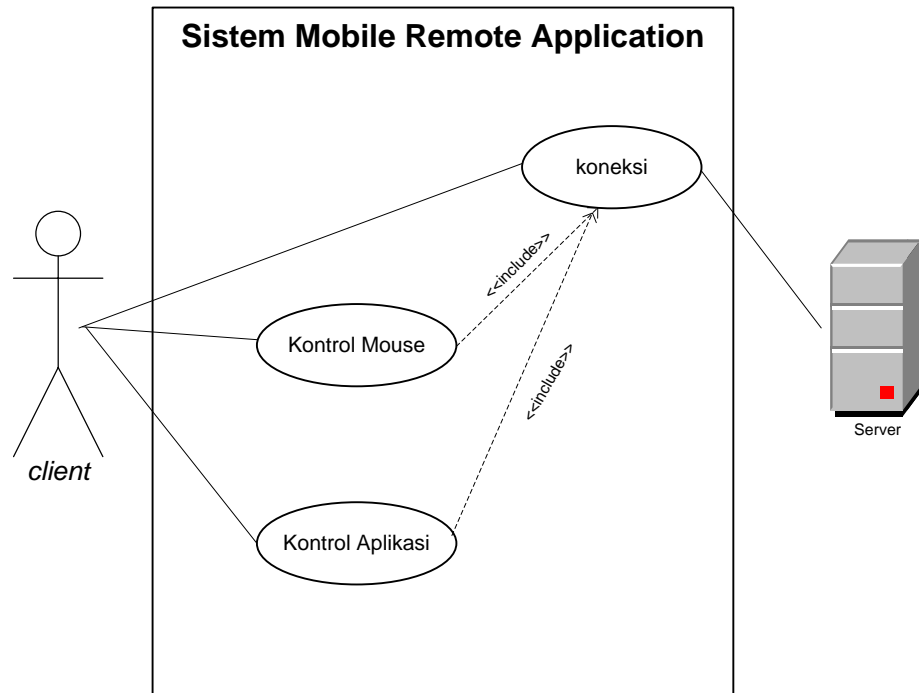 Sistem Mobile Remote Application
koneksi
<<include>>
Kontrol Mouse
<<include>>
Server
client
Kontrol Aplikasi